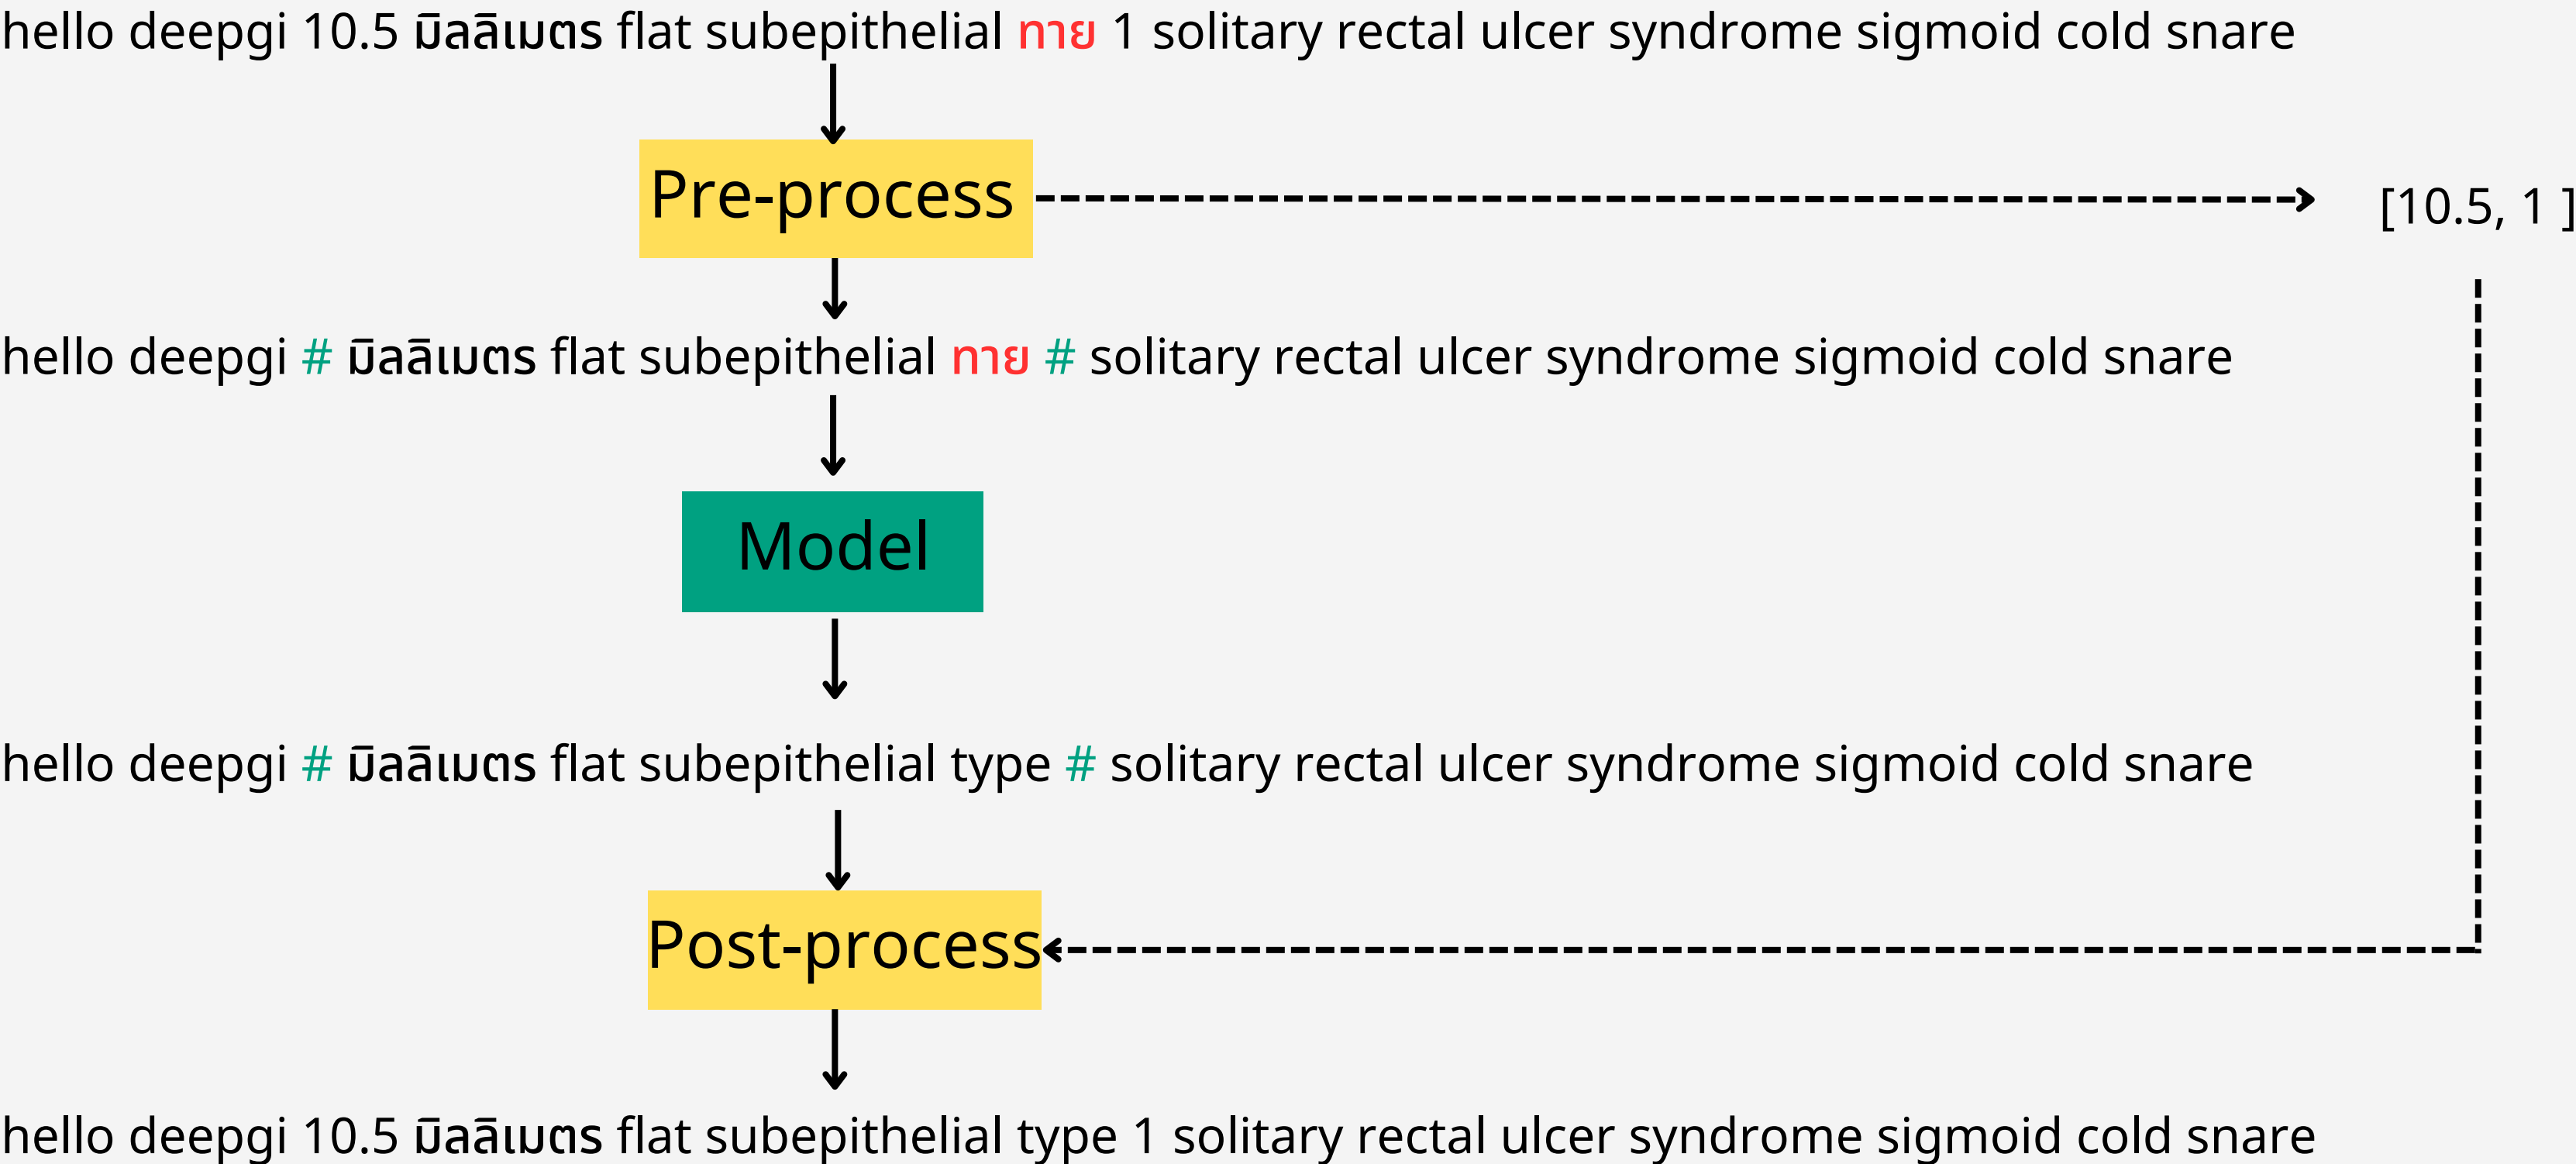 hello deepgi 10.5 มิลลิเมตร flat subepithelial ทาย 1 solitary rectal ulcer syndrome sigmoid cold snare
Pre-process
[10.5, 1 ]
hello deepgi # มิลลิเมตร flat subepithelial ทาย # solitary rectal ulcer syndrome sigmoid cold snare
Model
hello deepgi # มิลลิเมตร flat subepithelial type # solitary rectal ulcer syndrome sigmoid cold snare
Post-process
hello deepgi 10.5 มิลลิเมตร flat subepithelial type 1 solitary rectal ulcer syndrome sigmoid cold snare